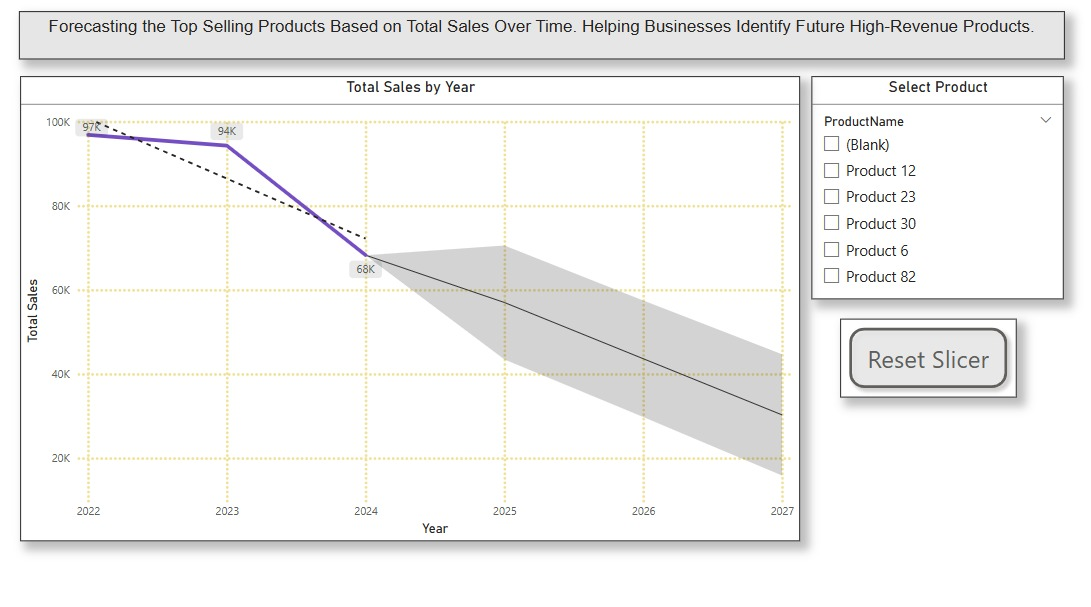 Forecasting the Top Selling Products Based on Total Sales Over Time. Helping Businesses Identify Future High-Revenue Products.
Total Sales by Year
100K
80K
60K
40K
20K
Total Sales
97K
94K
68K
2022 2023 2024 2025 2026 2027
Year
Select Product
ProductName
(Blank)
Product 12
Product 23
Product 30
Product 6
Product 82
Reset Slicer